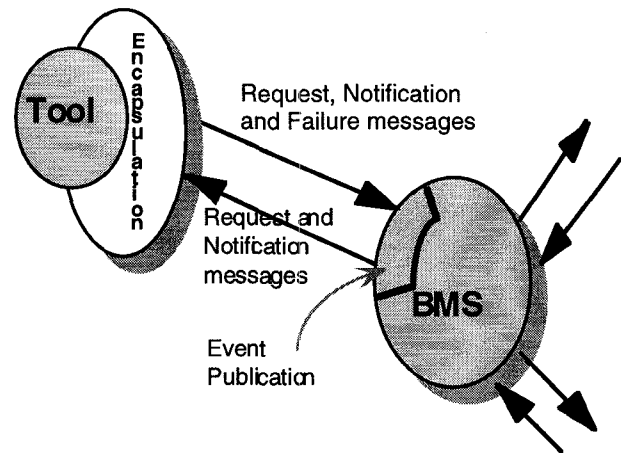 Encapsulation
Tool
Request, Notification
and Failure messages
Request and
Notification
messages
BMS
Event
Publication